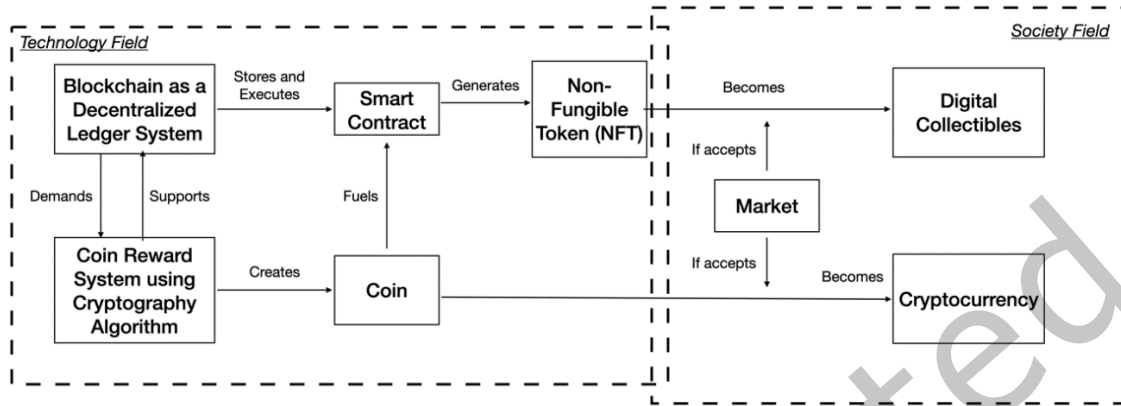 Technology Field
Society Field
Blockchain as a
Decentralized
Ledger System
Stores and
Executes
Smart
Contract
Generates
Non-
Fungible
Token (NFT)
Becomes
Digital
Collectibles
If accepts
Demands
Supports
Fuels
Market
If accepts
Coin Reward
System using
Cryptography
Algorithm
Creates
Coin
Becomes
Cryptocurrency